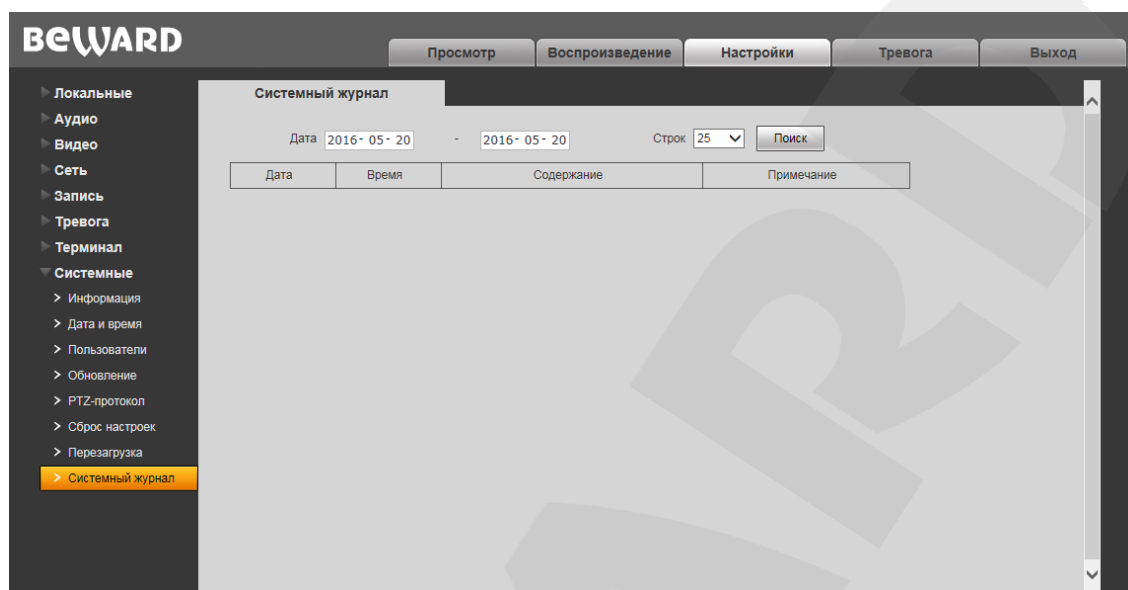 BEWARD
Просмотр Воспроизведение Настройки Тревога Выход
Локальные
Аудио
Видео
Сеть
Запись
Тревога
Терминал
Системные
> Информация
> Дата и время
> Пользователи
> Обновление
> PTZ-протокол
> Сброс настроек
> Перезагрузка
> Системный журнал
Системный журнал
Дата 2016- 05- 20 - 2016- 05- 20 Строк 25 Поиск
Дата Время Содержание Примечание